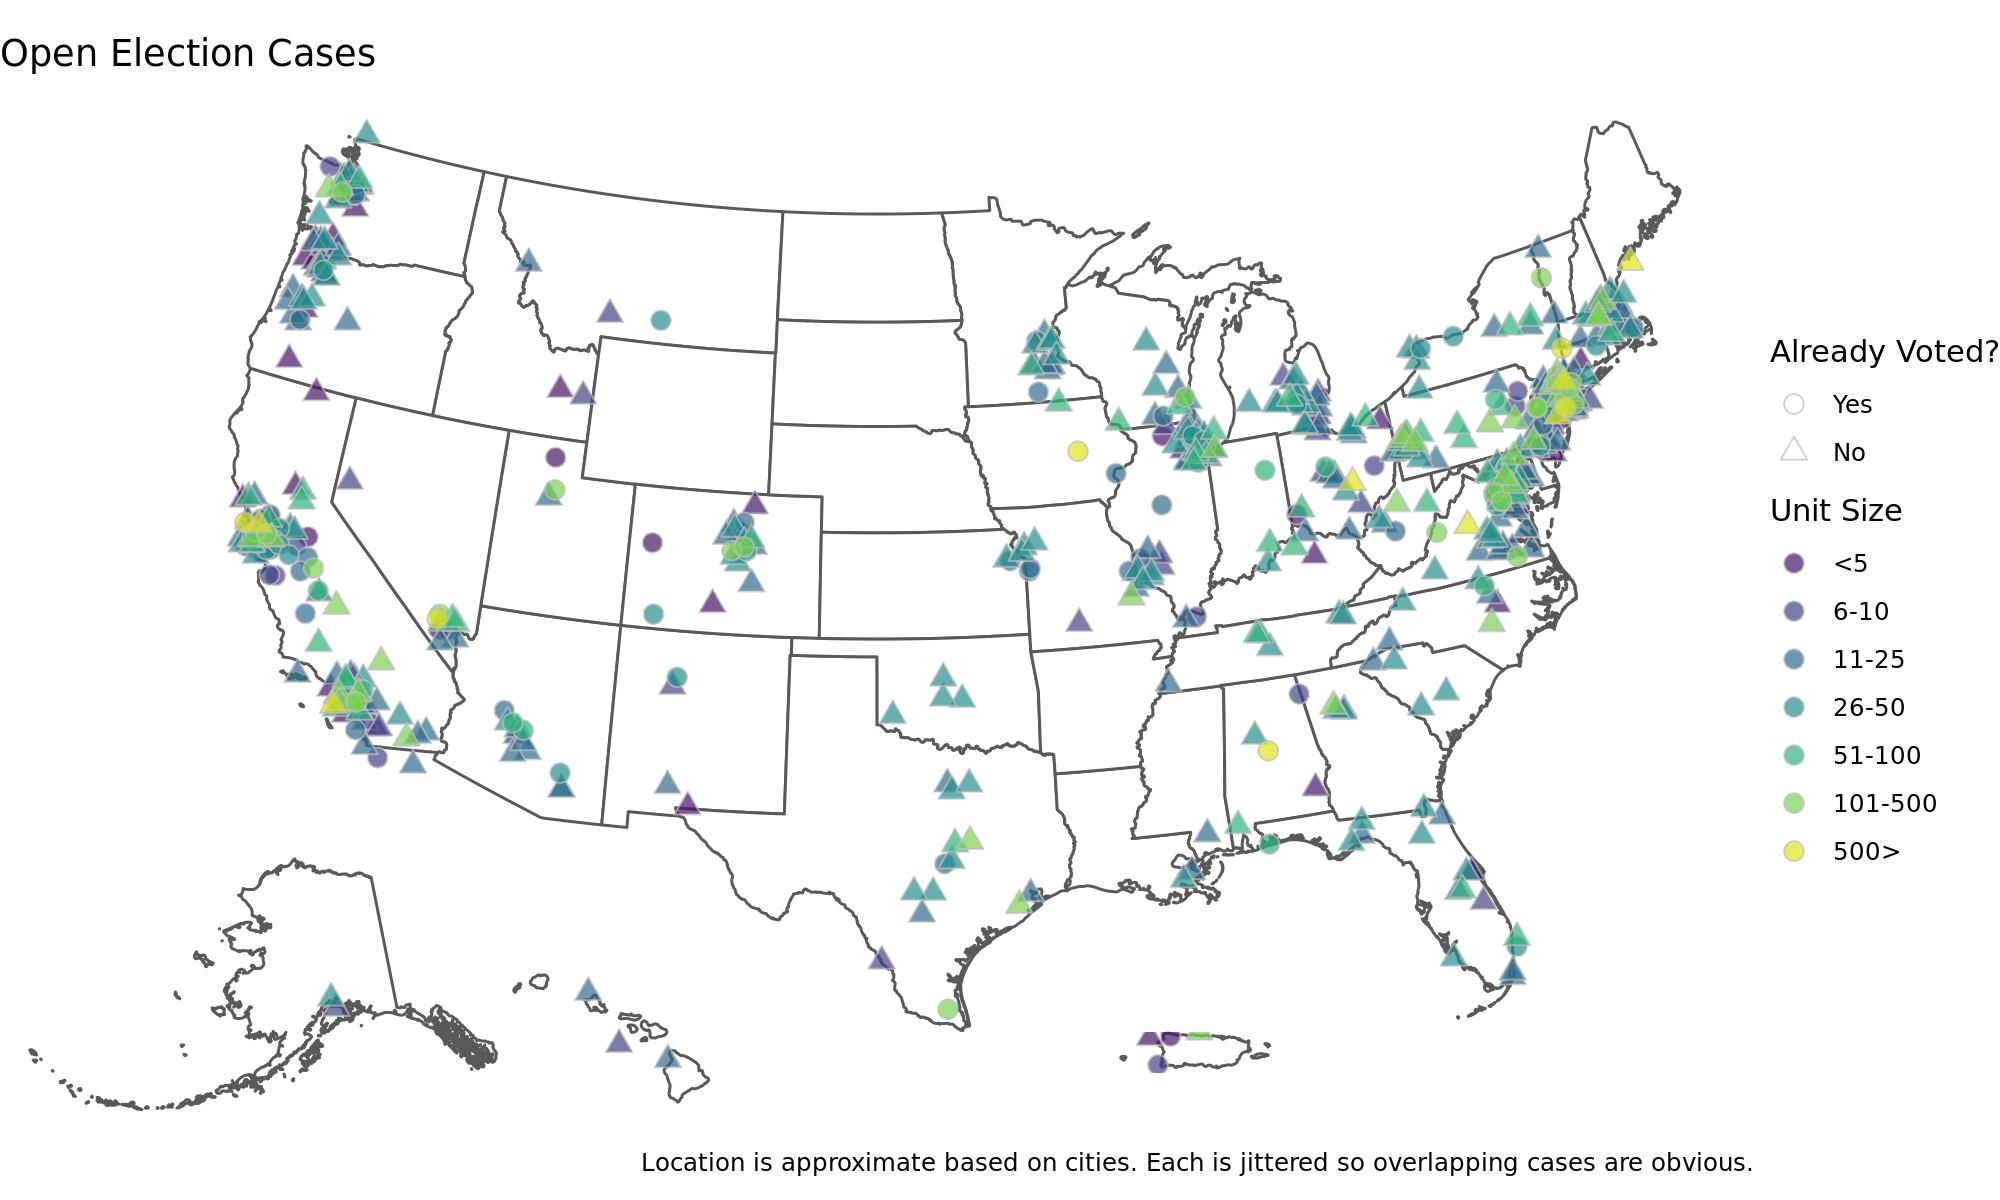 Open Election Cases
Already Voted?
Yes
No
Unit Size
<5
6-10
11-25
26-50
51-100
101-500
500>
Location is approximate based on cities. Each is jittered so overlapping cases are obvious.